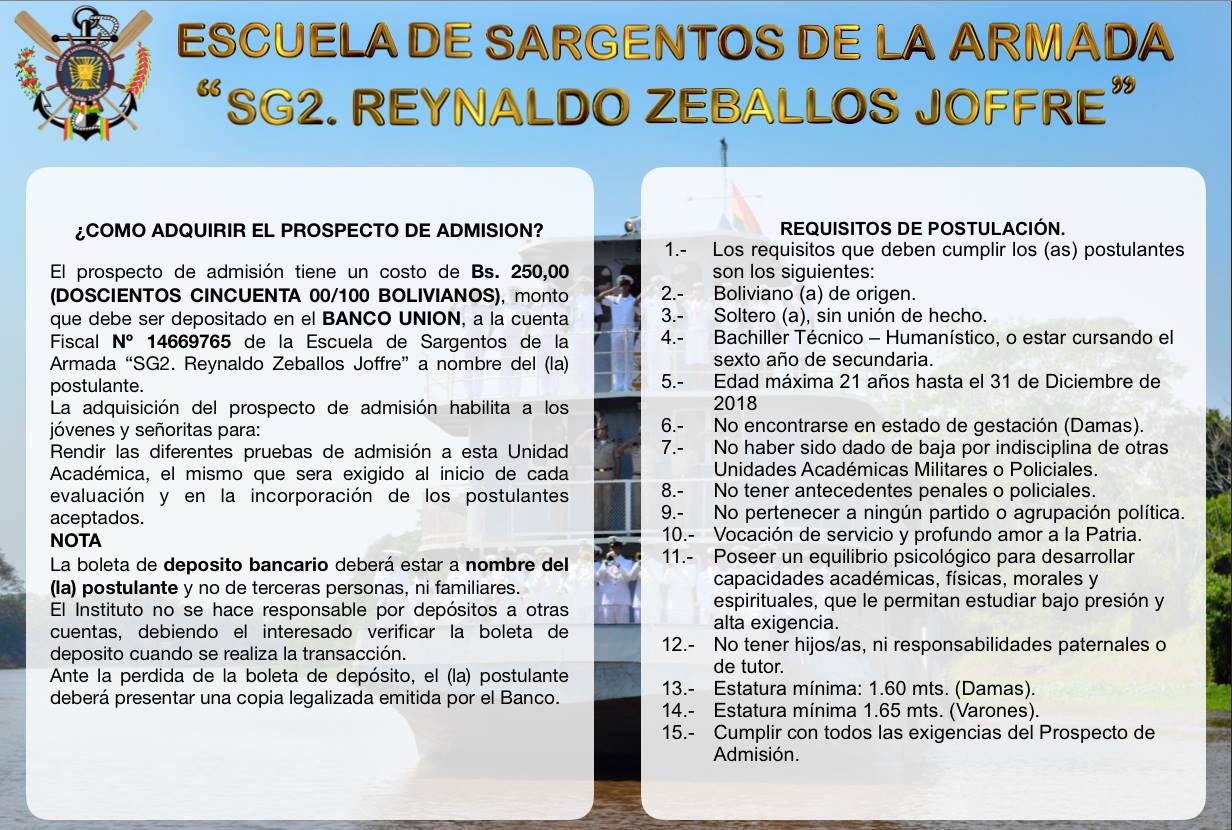 ESCUELA DE SARGENTOS DE LA ARMADA
“SG2. REYNALDO ZEBALLOS JOFFRE”
¿COMO ADQUIRIR EL PROSPECTO DE ADMISION?
El prospecto de admisión tiene un costo de Bs. 250,00
(DOSCIENTOS CINCUENTA 00/100 BOLIVIANOS), monto
que debe ser depositado en el BANCO UNION, a la cuenta
Fiscal Nº 14669765 de la Escuela de Sargentos de la
Armada “SG2. Reynaldo Zeballos Joffre” a nombre del (la)
postulante.
La adquisición del prospecto de admisión habilita a los
jóvenes y señoritas para:
Rendir las diferentes pruebas de admisión a esta Unidad
Académica, el mismo que sera exigido al inicio de cada
evaluación y en la incorporación de los postulantes
aceptados.
NOTA
La boleta de deposito bancario deberá estar a nombre del
(la) postulante y no de terceras personas, ni familiares.
El Instituto no se hace responsable por depósitos a otras
cuentas, debiendo el interesado verificar la boleta de
deposito cuando se realiza la transacción.
Ante la perdida de la boleta de depósito, el (la) postulante
deberá presentar una copia legalizada emitida por el Banco.
REQUISITOS DE POSTULACIÓN.
1.- Los requisitos que deben cumplir los (as) postulantes
son los siguientes:
2.- Boliviano (a) de origen.
3.- Soltero (a), sin unión de hecho.
4.- Bachiller Técnico – Humanístico, o estar cursando el
sexto año de secundaria.
5.- Edad máxima 21 años hasta el 31 de Diciembre de
2018
6.- No encontrarse en estado de gestación (Damas).
7.- No haber sido dado de baja por indisciplina de otras
Unidades Académicas Militares o Policiales.
8.- No tener antecedentes penales o policiales.
9.- No pertenecer a ningún partido o agrupación política.
10.- Vocación de servicio y profundo amor a la Patria.
11.- Poseer un equilibrio psicológico para desarrollar
capacidades académicas, físicas, morales y
espirituales, que le permitan estudiar bajo presión y
alta exigencia.
12.- No tener hijos/as, ni responsabilidades paternales o
de tutor.
13.- Estatura mínima: 1.60 mts. (Damas).
14.- Estatura mínima 1.65 mts. (Varones).
15.- Cumplir con todos las exigencias del Prospecto de
Admisión.